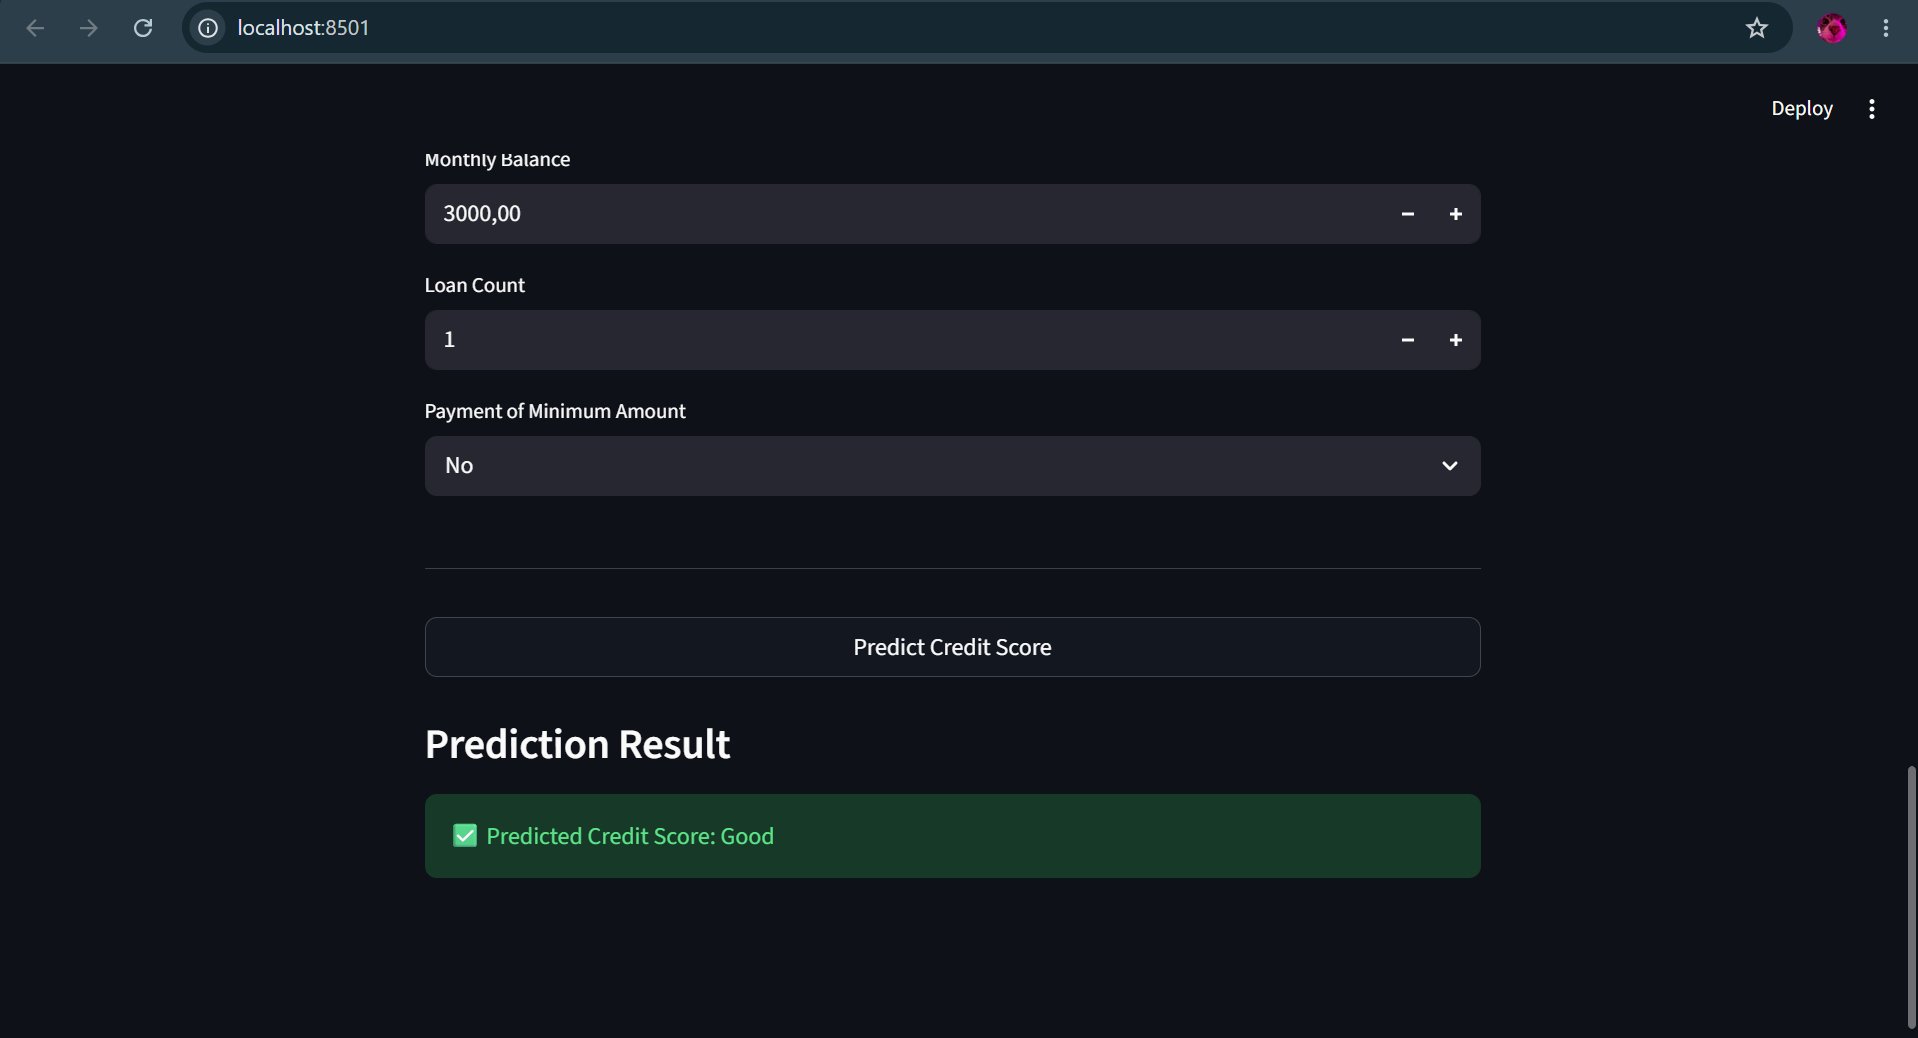 localhost:8501
Deploy
Monthly Balance
3000,00
Loan Count
1
Payment of Minimum Amount
No
Predict Credit Score
Prediction Result
✅ Predicted Credit Score: Good